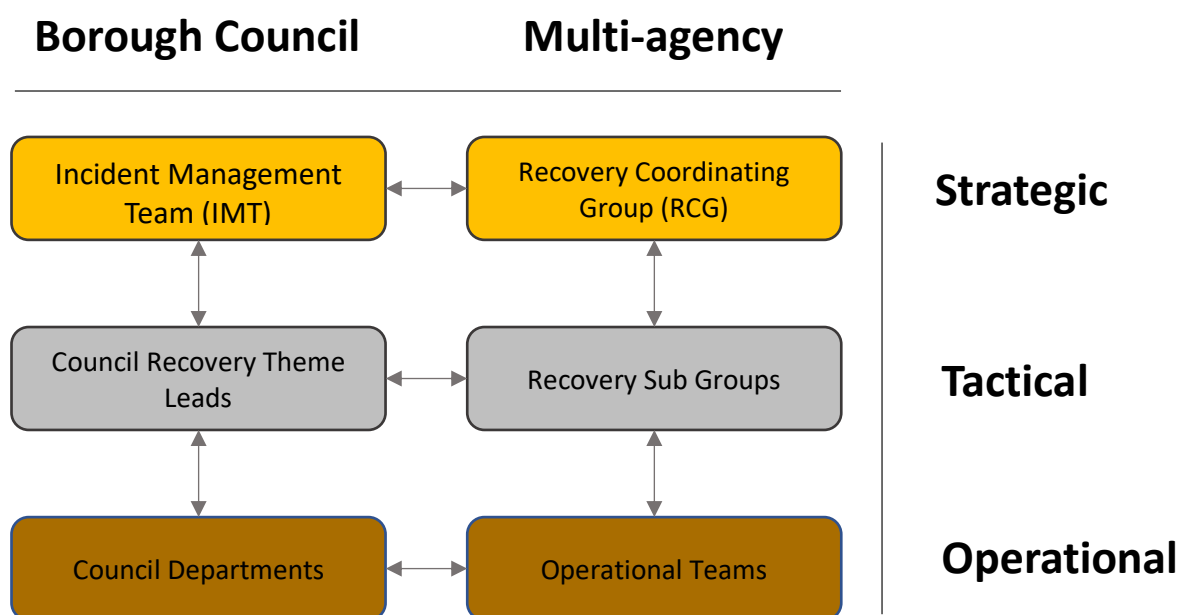 Borough Council
Multi-agency
Incident Management
Team (IMT)
Recovery Coordinating
Group (RCG)
Strategic
Council Recovery Theme
Leads
Recovery Sub Groups
Tactical
Council Departments
Operational Teams
Operational